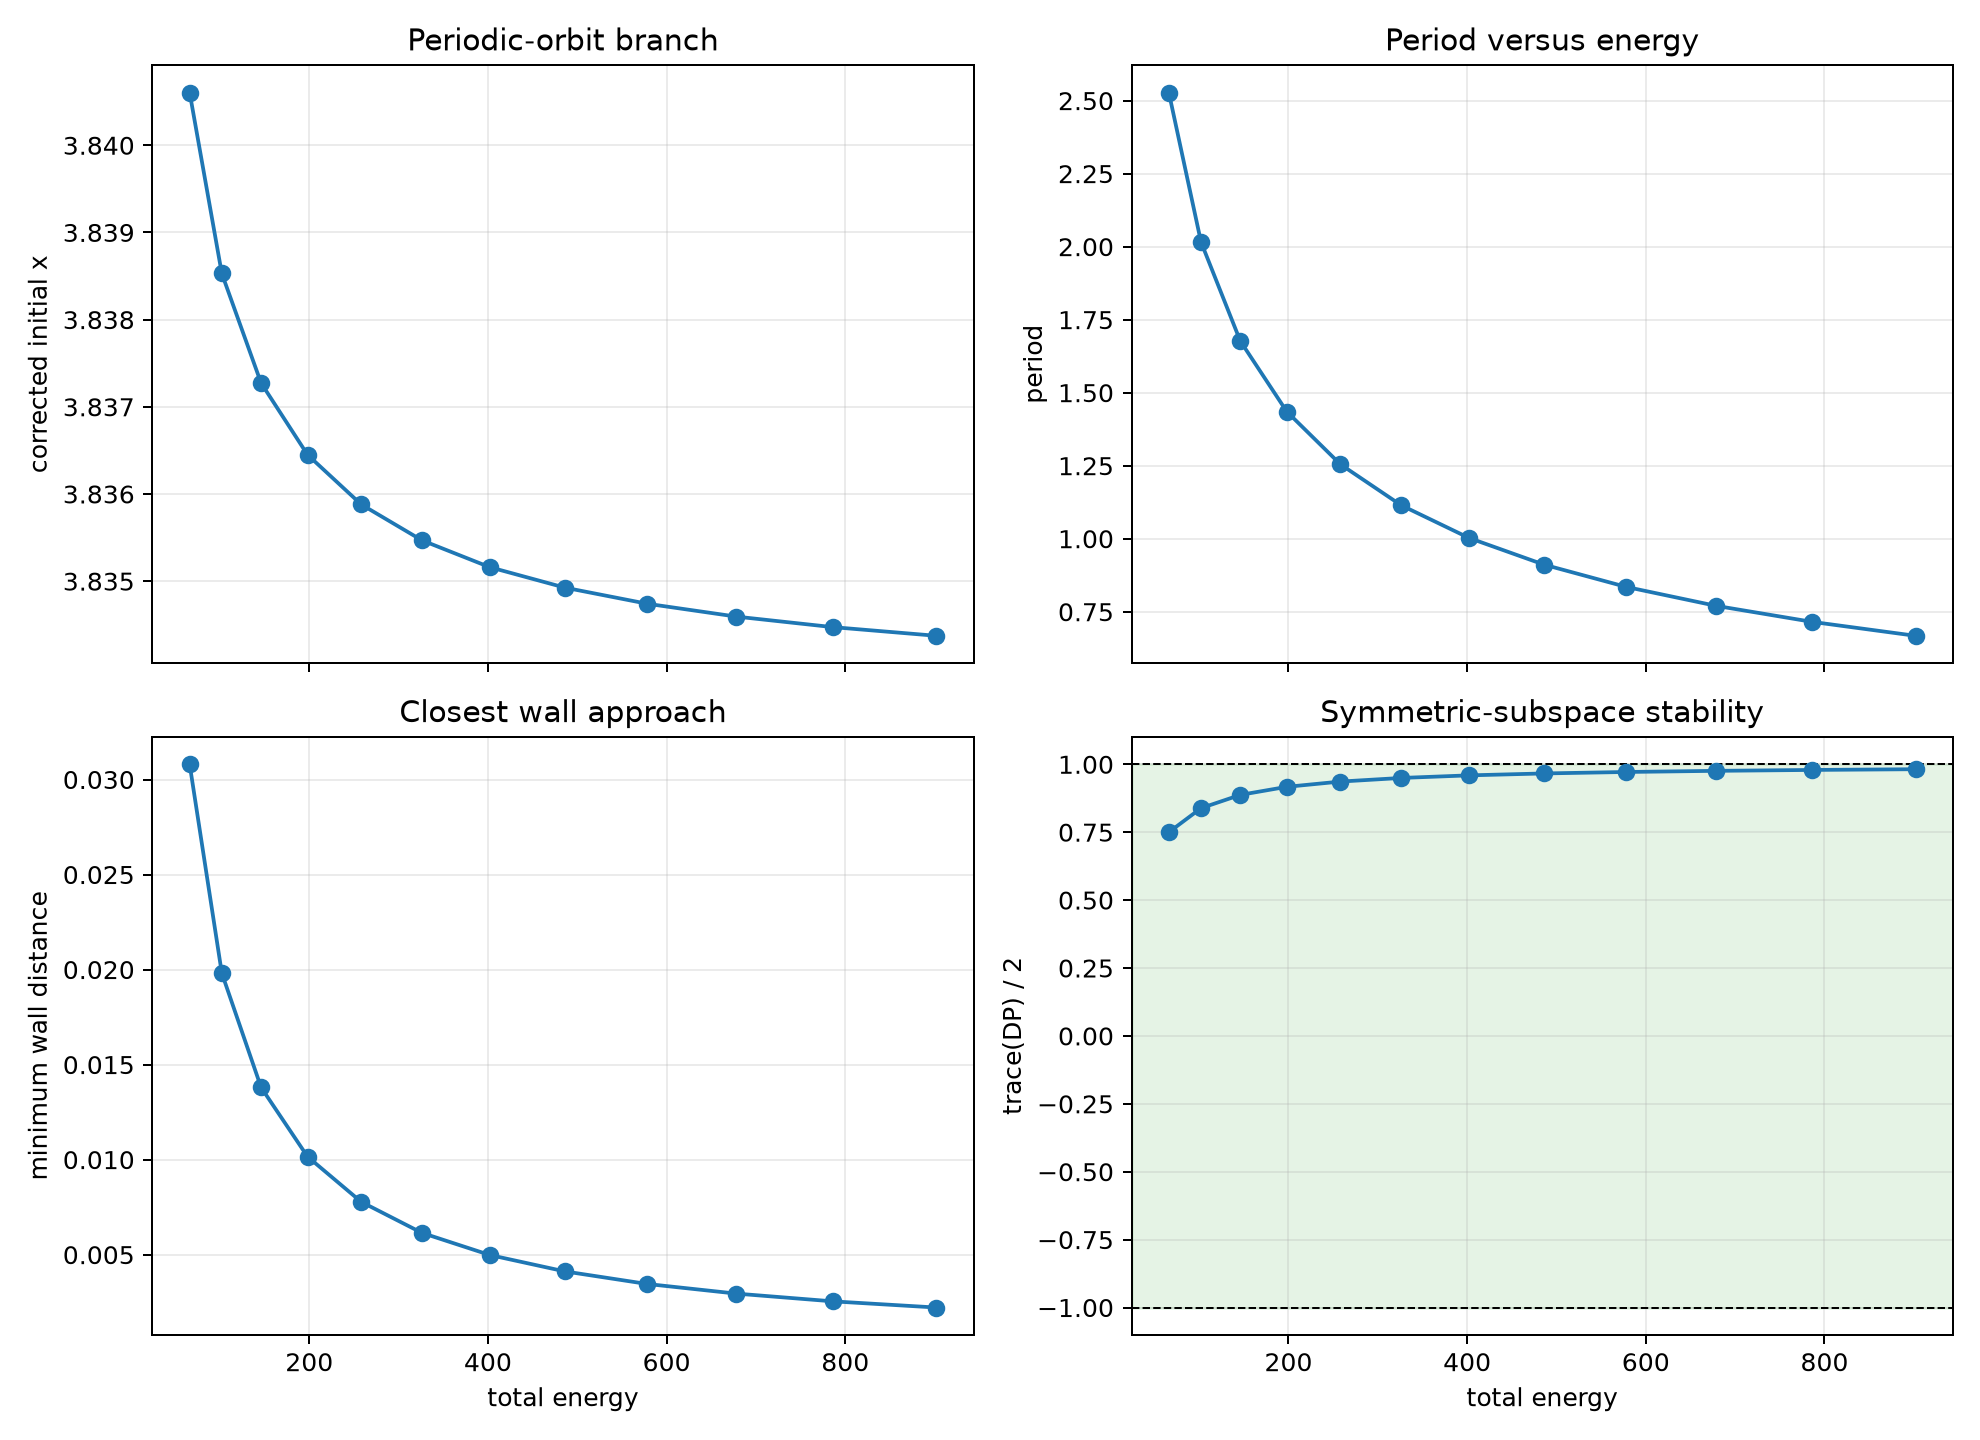 Periodic-orbit branch
3.840
3.839
3.838
3.837
3.836
3.835
corrected initial x
Period versus energy
2.50
2.25
2.00
1.75
1.50
1.25
1.00
0.75
period
Closest wall approach
0.030
0.025
0.020
0.015
0.010
0.005
minimum wall distance
200 400 600 800
total energy
Symmetric-subspace stability
1.00
0.75
0.50
0.25
0.00
−0.25
−0.50
−0.75
−1.00
trace(DP) / 2
200 400 600 800
total energy